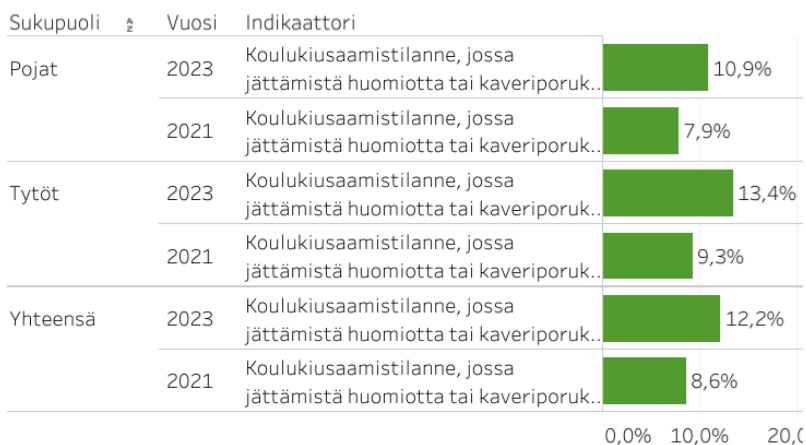 Sukupuoli Vuosi Indikaattori
Pojat 2023 Koulukiusaamistilanne, jossa
jättämistä huomiotta tai kaveriporuk.. 10,9%
2021 Koulukiusaamistilanne, jossa
jättämistä huomiotta tai kaveriporuk.. 7,9%
Tytöt 2023 Koulukiusaamistilanne, jossa
jättämistä huomiotta tai kaveriporuk.. 13,4%
2021 Koulukiusaamistilanne, jossa
jättämistä huomiotta tai kaveriporuk.. 9,3%
Yhteensä 2023 Koulukiusaamistilanne, jossa
jättämistä huomiotta tai kaveriporuk.. 12,2%
2021 Koulukiusaamistilanne, jossa
jättämistä huomiotta tai kaveriporuk.. 8,6%
0,0% 10,0% 20,0